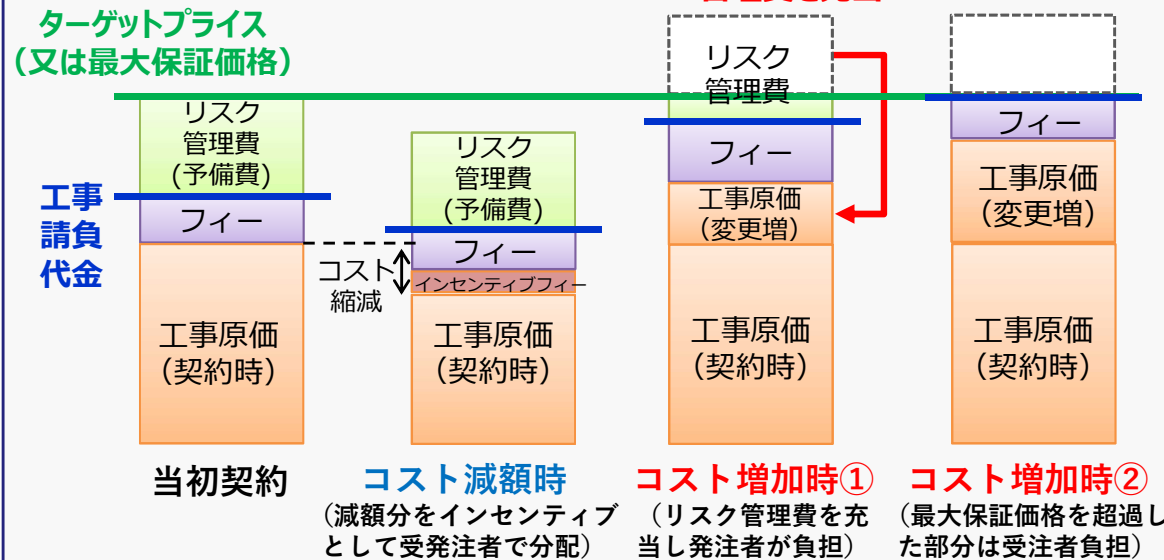 ターゲットプライス
（又は最大保証価格）
工事
請負
代金
リスク
管理費
(予備費)
フィー
工事原価
（契約時）
当初契約
コスト
縮減
リスク
管理費
(予備費)
フィー
インセンティブフィー
工事原価
（契約時）
コスト減額時
（減額分をインセンティブ
として受発注者で分配）
リスク
管理費
フィー
工事原価
（変更増）
工事原価
（契約時）
コスト増加時①
（リスク管理費を充
当し発注者が負担）
フィー
工事原価
（変更増）
工事原価
（契約時）
コスト増加時②
（最大保証価格を超過し
た部分は受注者負担）